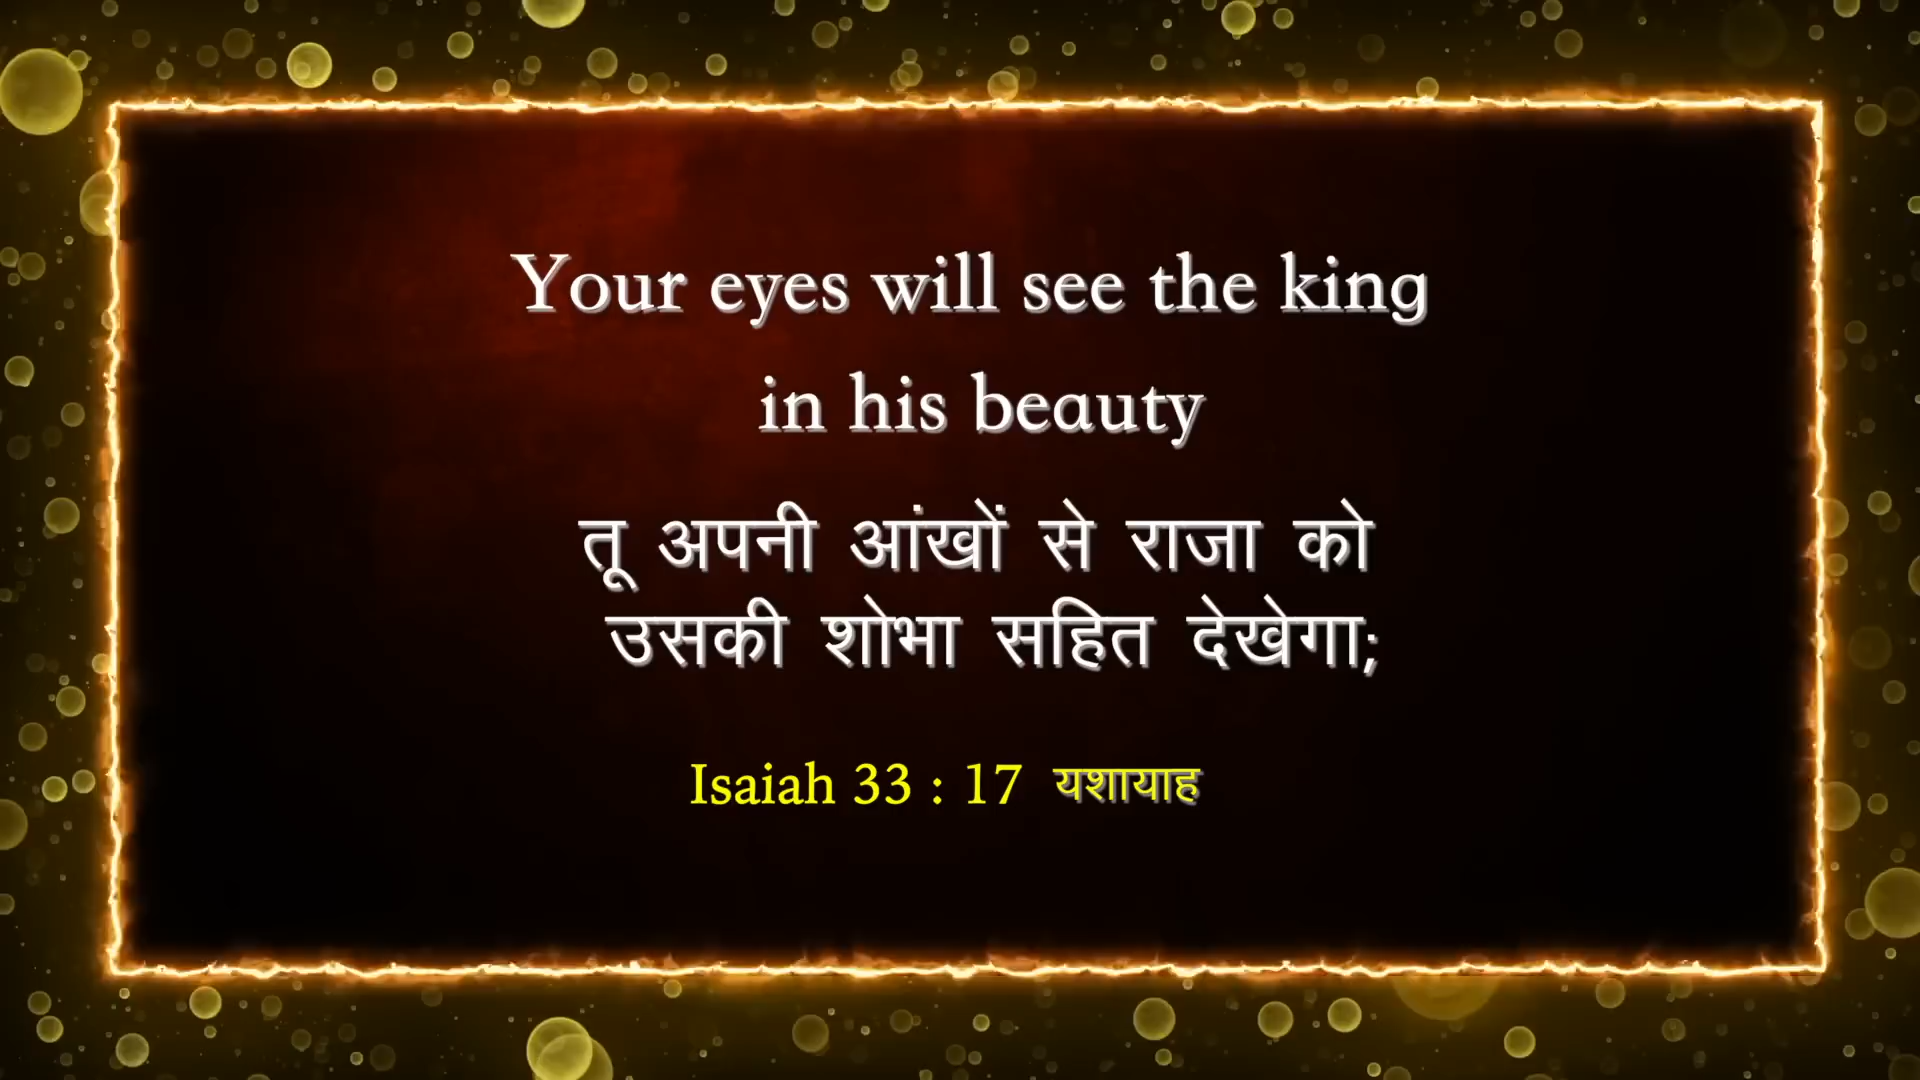 Your eyes will see the king
in his beauty
तू अपनी आंखों से राजा को
उसकी शोभा सहित देखेगा;
Isaiah 33 : 17 यशायाह